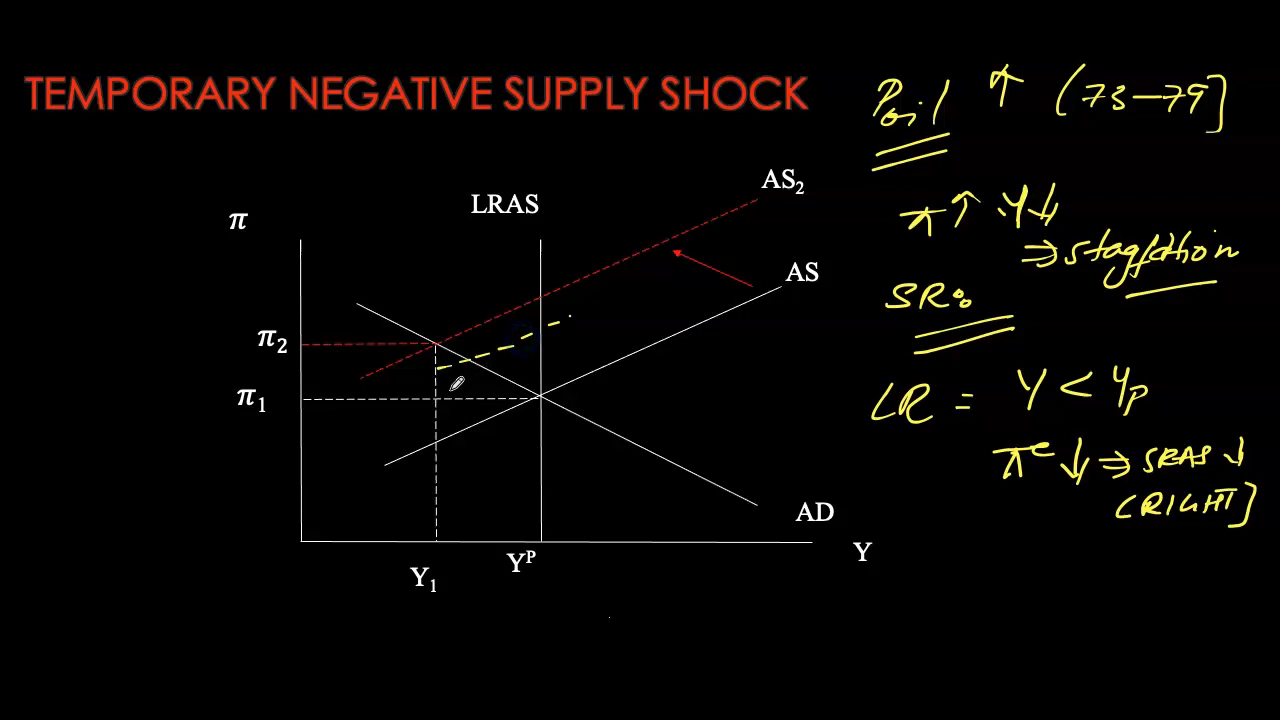 TEMPORARY NEGATIVE SUPPLY SHOCK
Poil ↑ (73-79]
AS₂
LRAS
π
π ↑ Y↓
⇒ stagflation
AS
SR:
π₂
π₁
LR = Y < Yp
πᵉ ↓ ⇒ SRAS ↓
(RIGHT]
AD
Y
Yᴾ
Y₁